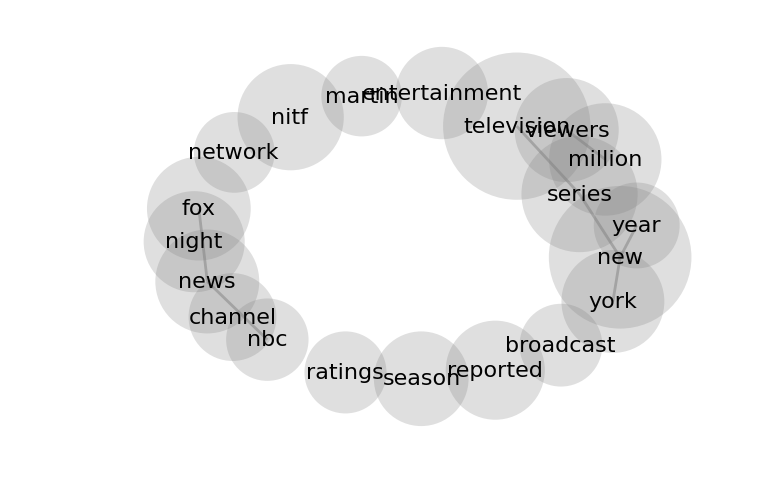 entertainment
martin
nitf
television
viewers
network
million
series
fox
year
night
new
news
york
channel
nbc
broadcast
ratings
season
reported